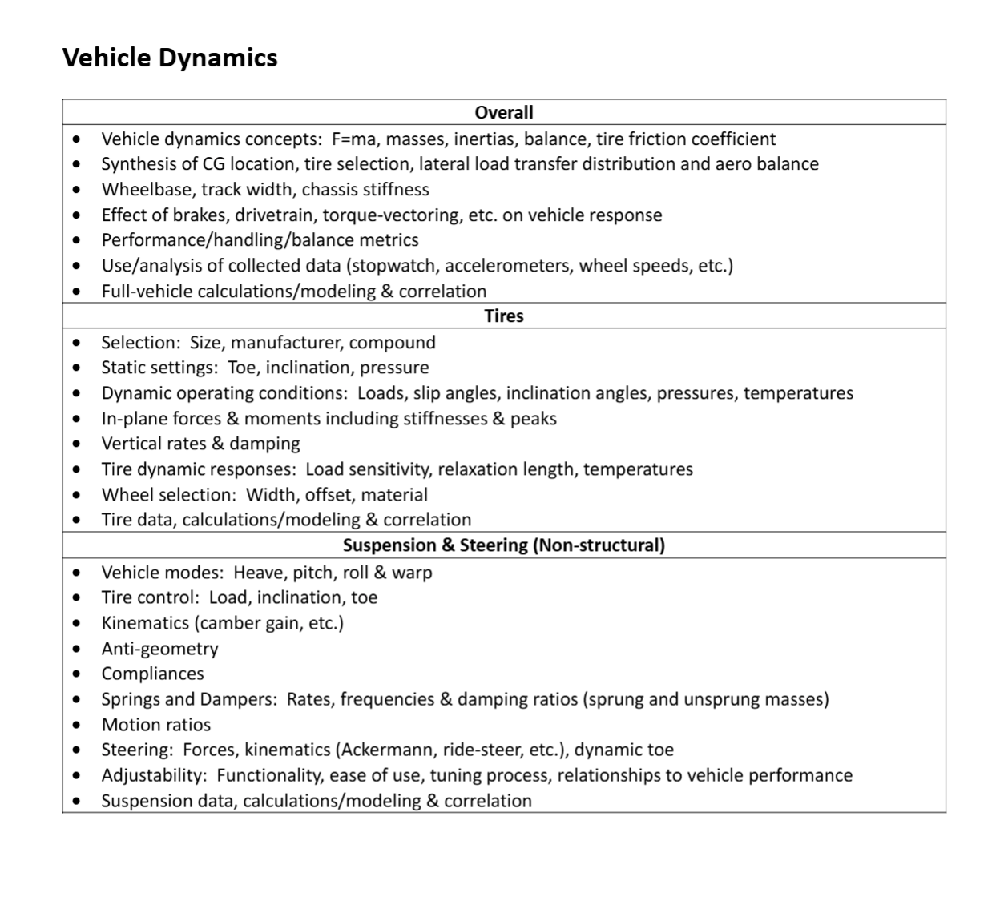 Vehicle Dynamics
Overall
• Vehicle dynamics concepts:  F=ma, masses, inertias, balance, tire friction coefficient
• Synthesis of CG location, tire selection, lateral load transfer distribution and aero balance
• Wheelbase, track width, chassis stiffness
• Effect of brakes, drivetrain, torque-vectoring, etc. on vehicle response
• Performance/handling/balance metrics
• Use/analysis of collected data (stopwatch, accelerometers, wheel speeds, etc.)
• Full-vehicle calculations/modeling & correlation
Tires
• Selection:  Size, manufacturer, compound
• Static settings:  Toe, inclination, pressure
• Dynamic operating conditions:  Loads, slip angles, inclination angles, pressures, temperatures
• In-plane forces & moments including stiffnesses & peaks
• Vertical rates & damping
• Tire dynamic responses:  Load sensitivity, relaxation length, temperatures
• Wheel selection:  Width, offset, material
• Tire data, calculations/modeling & correlation
Suspension & Steering (Non-structural)
• Vehicle modes:  Heave, pitch, roll & warp
• Tire control:  Load, inclination, toe
• Kinematics (camber gain, etc.)
• Anti-geometry
• Compliances
• Springs and Dampers:  Rates, frequencies & damping ratios (sprung and unsprung masses)
• Motion ratios
• Steering:  Forces, kinematics (Ackermann, ride-steer, etc.), dynamic toe
• Adjustability:  Functionality, ease of use, tuning process, relationships to vehicle performance
• Suspension data, calculations/modeling & correlation